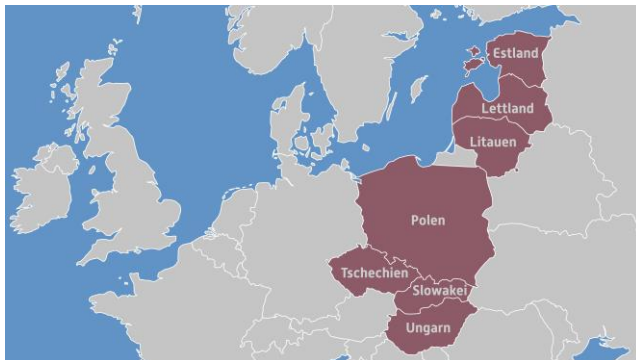 Estland
Lettland
Litauen
Polen
Tschechien
Slowakei
Ungarn